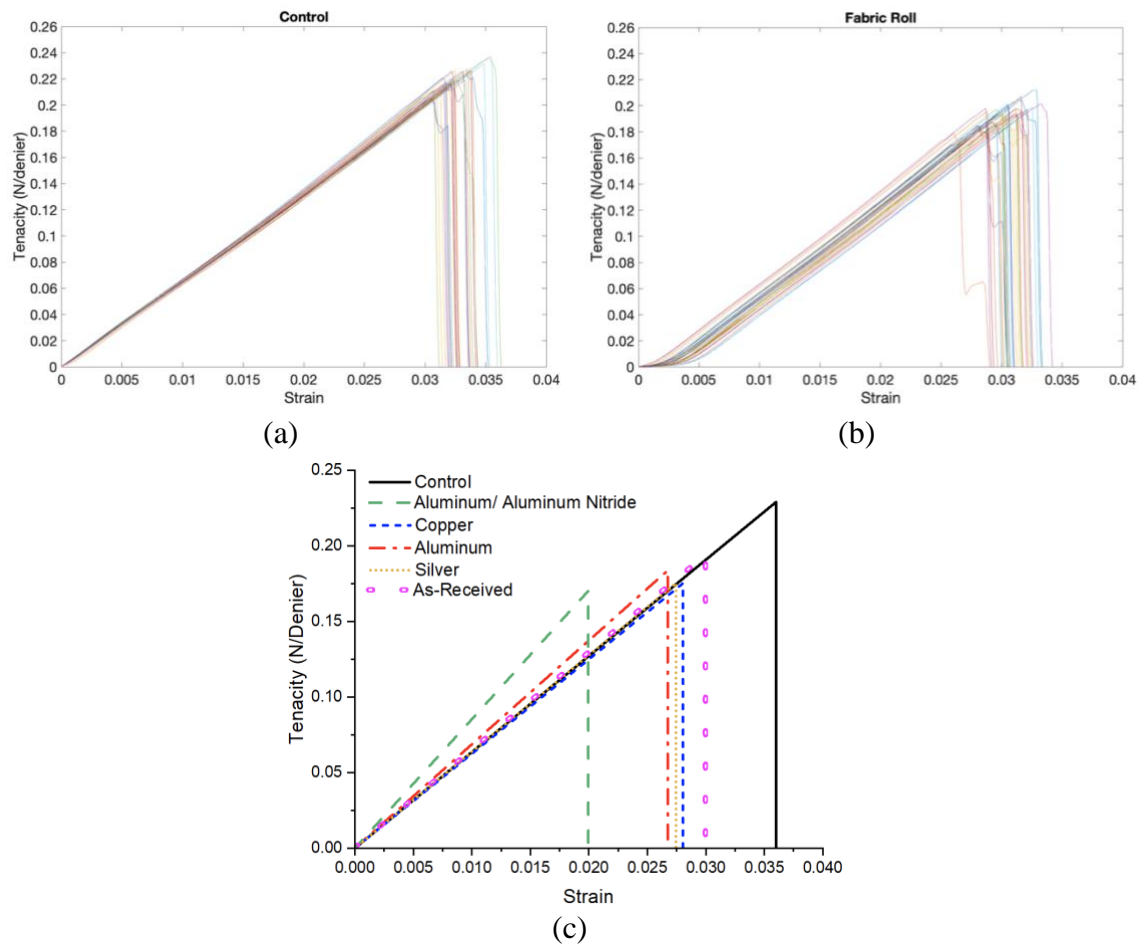 Control
0.26
0.24
0.22
0.2
0.18
0.16
0.14
0.12
0.1
0.08
0.06
0.04
0.02
0
Tenacity (N/denier)
0 0.005 0.01 0.015 0.02 0.025 0.03 0.035 0.04
Strain
(a)
Fabric Roll
0.26
0.24
0.22
0.2
0.18
0.16
0.14
0.12
0.1
0.08
0.06
0.04
0.02
0
Tenacity (N/denier)
0 0.005 0.01 0.015 0.02 0.025 0.03 0.035 0.04
Strain
(b)
Control
Aluminum/ Aluminum Nitride
Copper
Aluminum
Silver
As-Received
0.25
0.20
0.15
0.10
0.05
0.00
Tenacity (N/Denier)
0.000 0.005 0.010 0.015 0.020 0.025 0.030 0.035 0.040
Strain
(c)